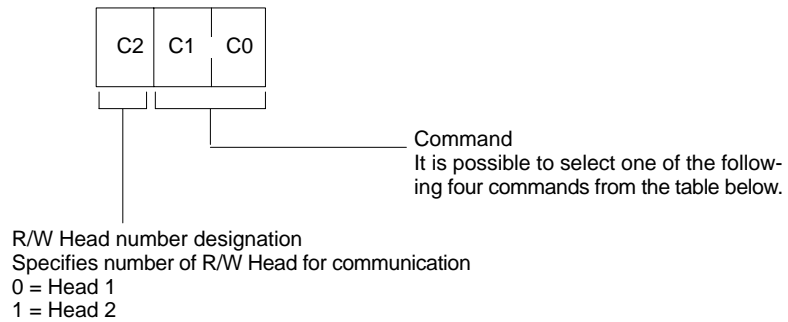 C2 C1 C0
Command
It is possible to select one of the follow-
ing four commands from the table below.
R/W Head number designation
Specifies number of R/W Head for communication
0 = Head 1
1 = Head 2